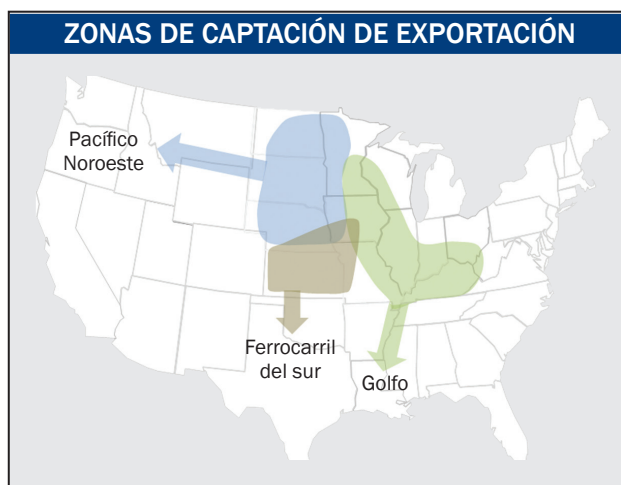 ZONAS DE CAPTACIÓN DE EXPORTACIÓN
Pacífico
Noroeste
Ferrocarril
del sur
Golfo